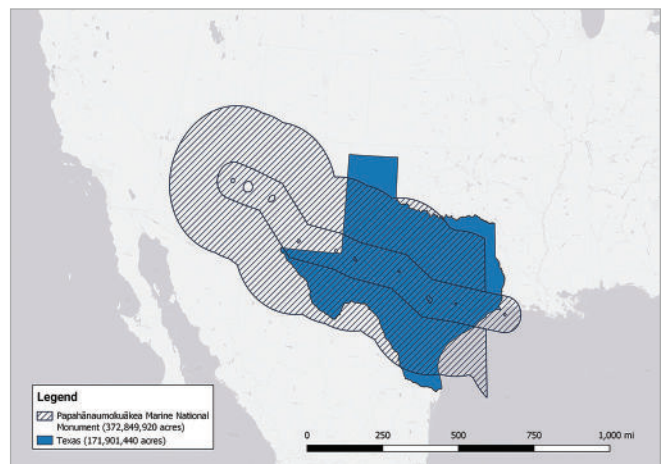 Legend
Papahānaumokuākea Marine National
Monument (372,849,920 acres)
Texas (171,901,440 acres)
0 250 500 750 1,000 mi